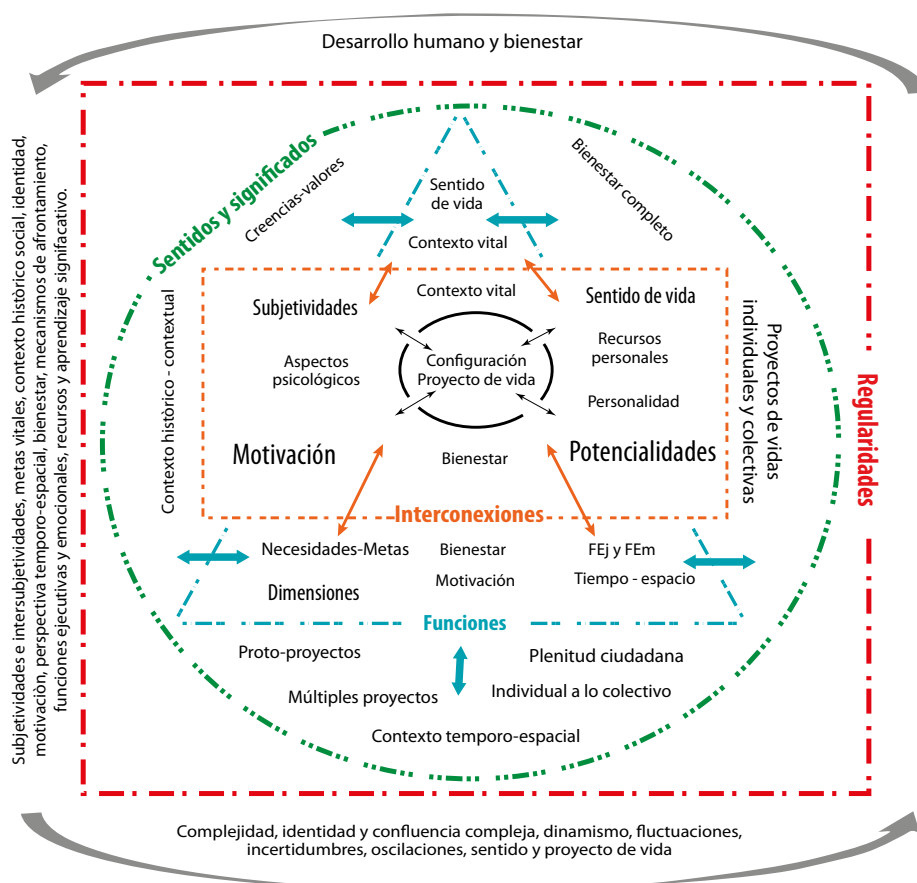 Desarrollo humano y bienestar
Subjetividades e intersubjetividades, metas vitales, contexto histórico social, identidad,
motivaciòn, perspectiva temporo-espacial, bienestar, mecanismos de afrontamiento,
funciones ejecutivas y emocionales, recursos y aprendizaje signifacativo.
Sentidos y significados
Creencias-valores
Sentido
de vida
Contexto vital
Bienestar completo
Contexto histórico - contextual
Subjetividades
Contexto vital
Sentido de vida
Aspectos
psicológicos
Configuración
Proyecto de vida
Recursos
personales
Personalidad
Motivación
Bienestar
Potencialidades
Proyectos de vidas
individuales y colectivas
Regularidades
Interconexiones
Necesidades-Metas
Bienestar
FEj y FEm
Dimensiones
Motivación
Tiempo - espacio
Funciones
Proto-proyectos
Plenitud ciudadana
Múltiples proyectos
Individual a lo colectivo
Contexto temporo-espacial
Complejidad, identidad y confluencia compleja, dinamismo, fluctuaciones,
incertidumbres, oscilaciones, sentido y proyecto de vida